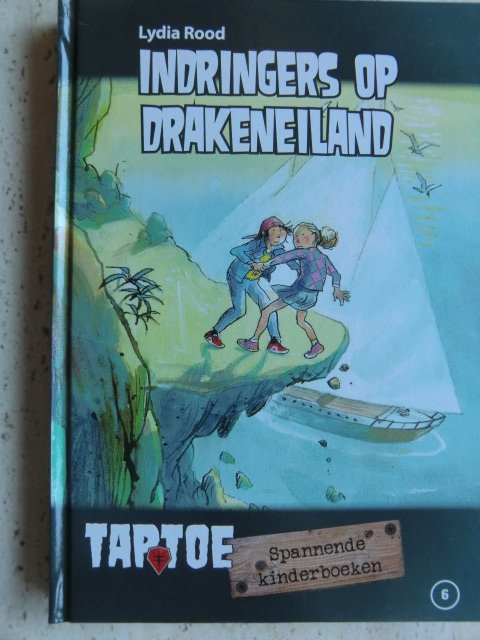 Lydia Rood
INDRINGERS OP
DRAKENEILAND
TAPTOE
Spannende
kinderboeken
6